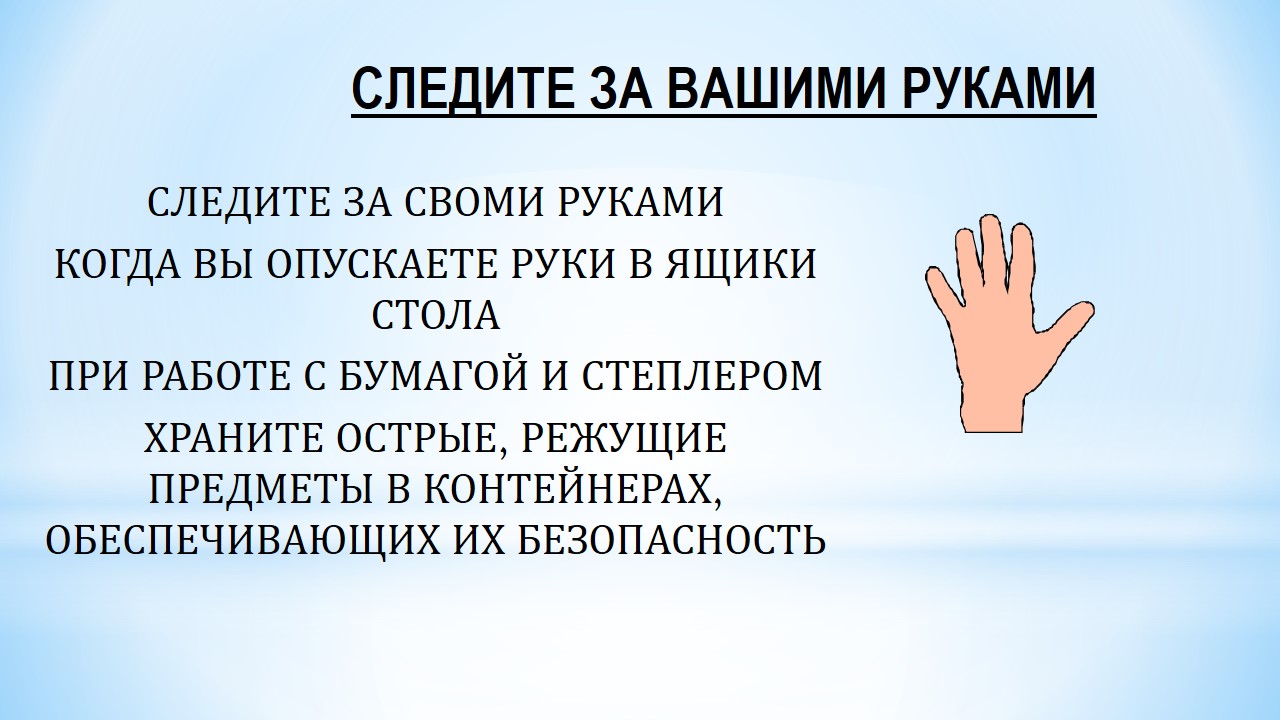 СЛЕДИТЕ ЗА ВАШИМИ РУКАМИ
СЛЕДИТЕ ЗА СВОМИ РУКАМИ
КОГДА ВЫ ОПУСКАЕТЕ РУКИ В ЯЩИКИ
СТОЛА
ПРИ РАБОТЕ С БУМАГОЙ И СТЕПЛЕРОМ
ХРАНИТЕ ОСТРЫЕ, РЕЖУЩИЕ
ПРЕДМЕТЫ В КОНТЕЙНЕРАХ,
ОБЕСПЕЧИВАЮЩИХ ИХ БЕЗОПАСНОСТЬ